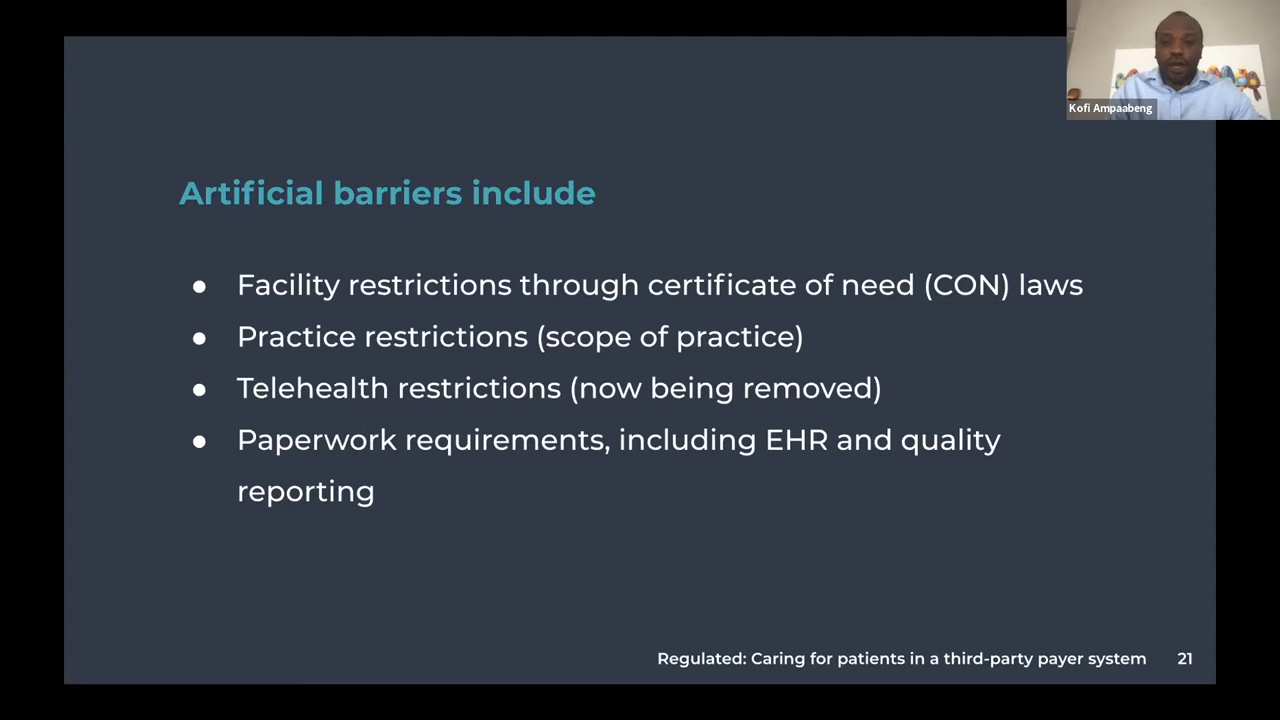 Kofi Ampaabeng
Artificial barriers include
● Facility restrictions through certificate of need (CON) laws
● Practice restrictions (scope of practice)
● Telehealth restrictions (now being removed)
● Paperwork requirements, including EHR and quality
reporting
Regulated: Caring for patients in a third-party payer system 21